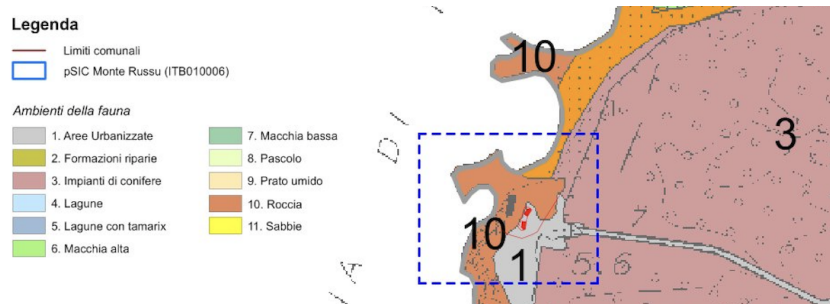 Legenda
Limiti comunali
pSIC Monte Russu (ITB010006)
Ambienti della fauna
1. Aree Urbanizzate
2. Formazioni riparie
3. Impianti di conifere
4. Lagune
5. Lagune con tamarix
6. Macchia alta
7. Macchia bassa
8. Pascolo
9. Prato umido
10. Roccia
11. Sabbie
10
3
D I
10
1
5.6
A